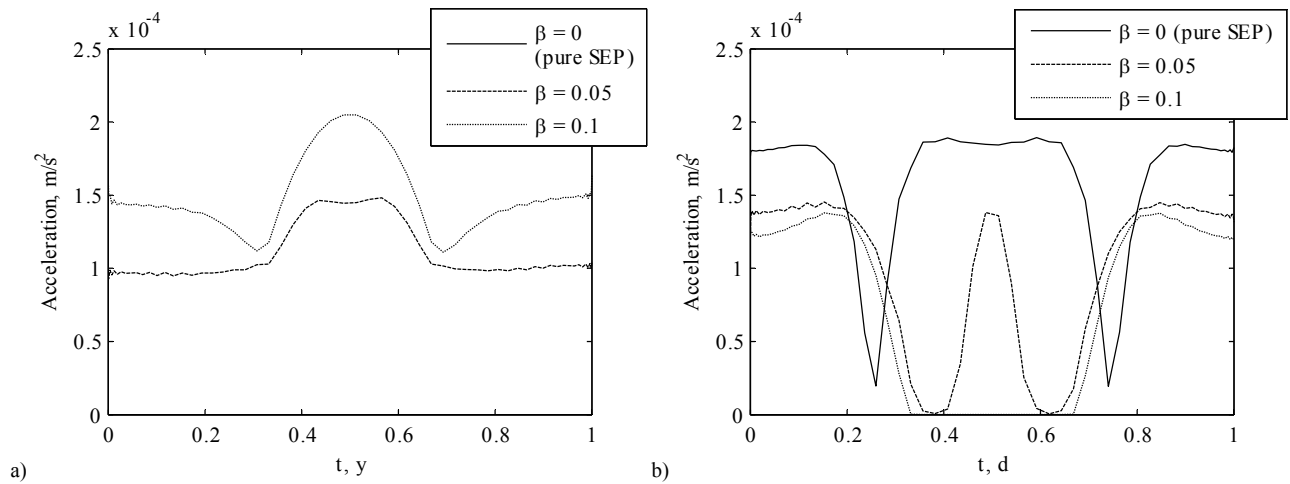 x 10⁻⁴
β = 0
(pure SEP)
β = 0.05
β = 0.1
2.5
2
1.5
1
0.5
0
Acceleration, m/s²
0
0.2
0.4
0.6
0.8
1
t, y
a)
x 10⁻⁴
β = 0 (pure SEP)
β = 0.05
β = 0.1
2.5
2
1.5
1
0.5
0
Acceleration, m/s²
0
0.2
0.4
0.6
0.8
1
t, d
b)